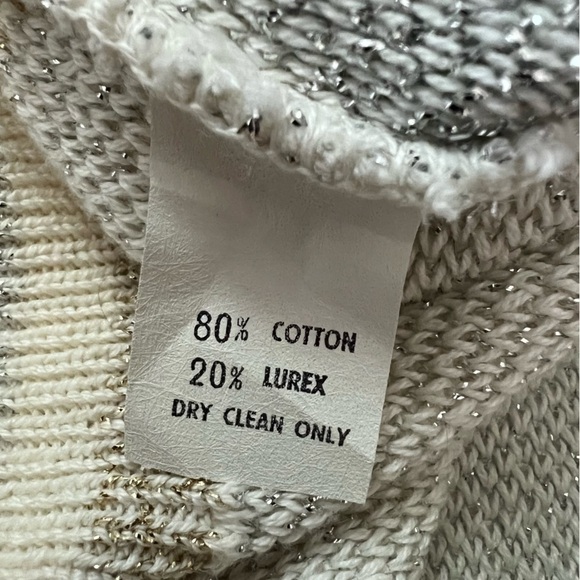 80% COTTON
20% LUREX
DRY CLEAN ONLY